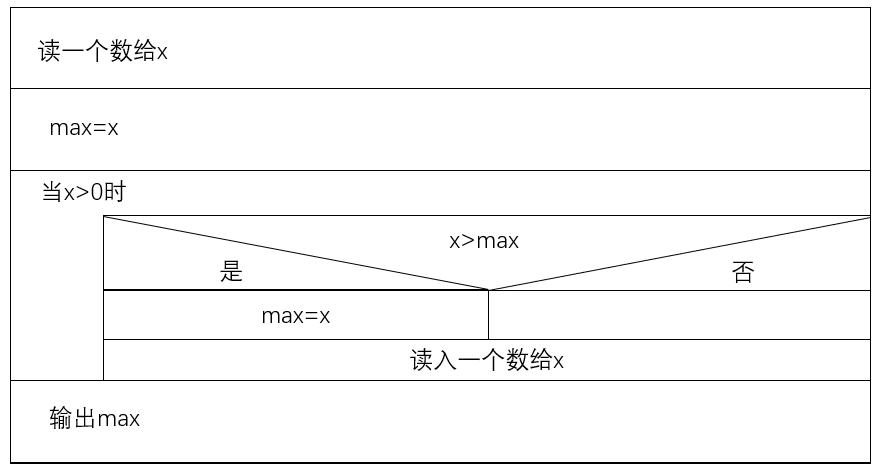 读一个数给x
max=x
当x>0时
x>max
是
否
max=x
读入一个数给x
输出max